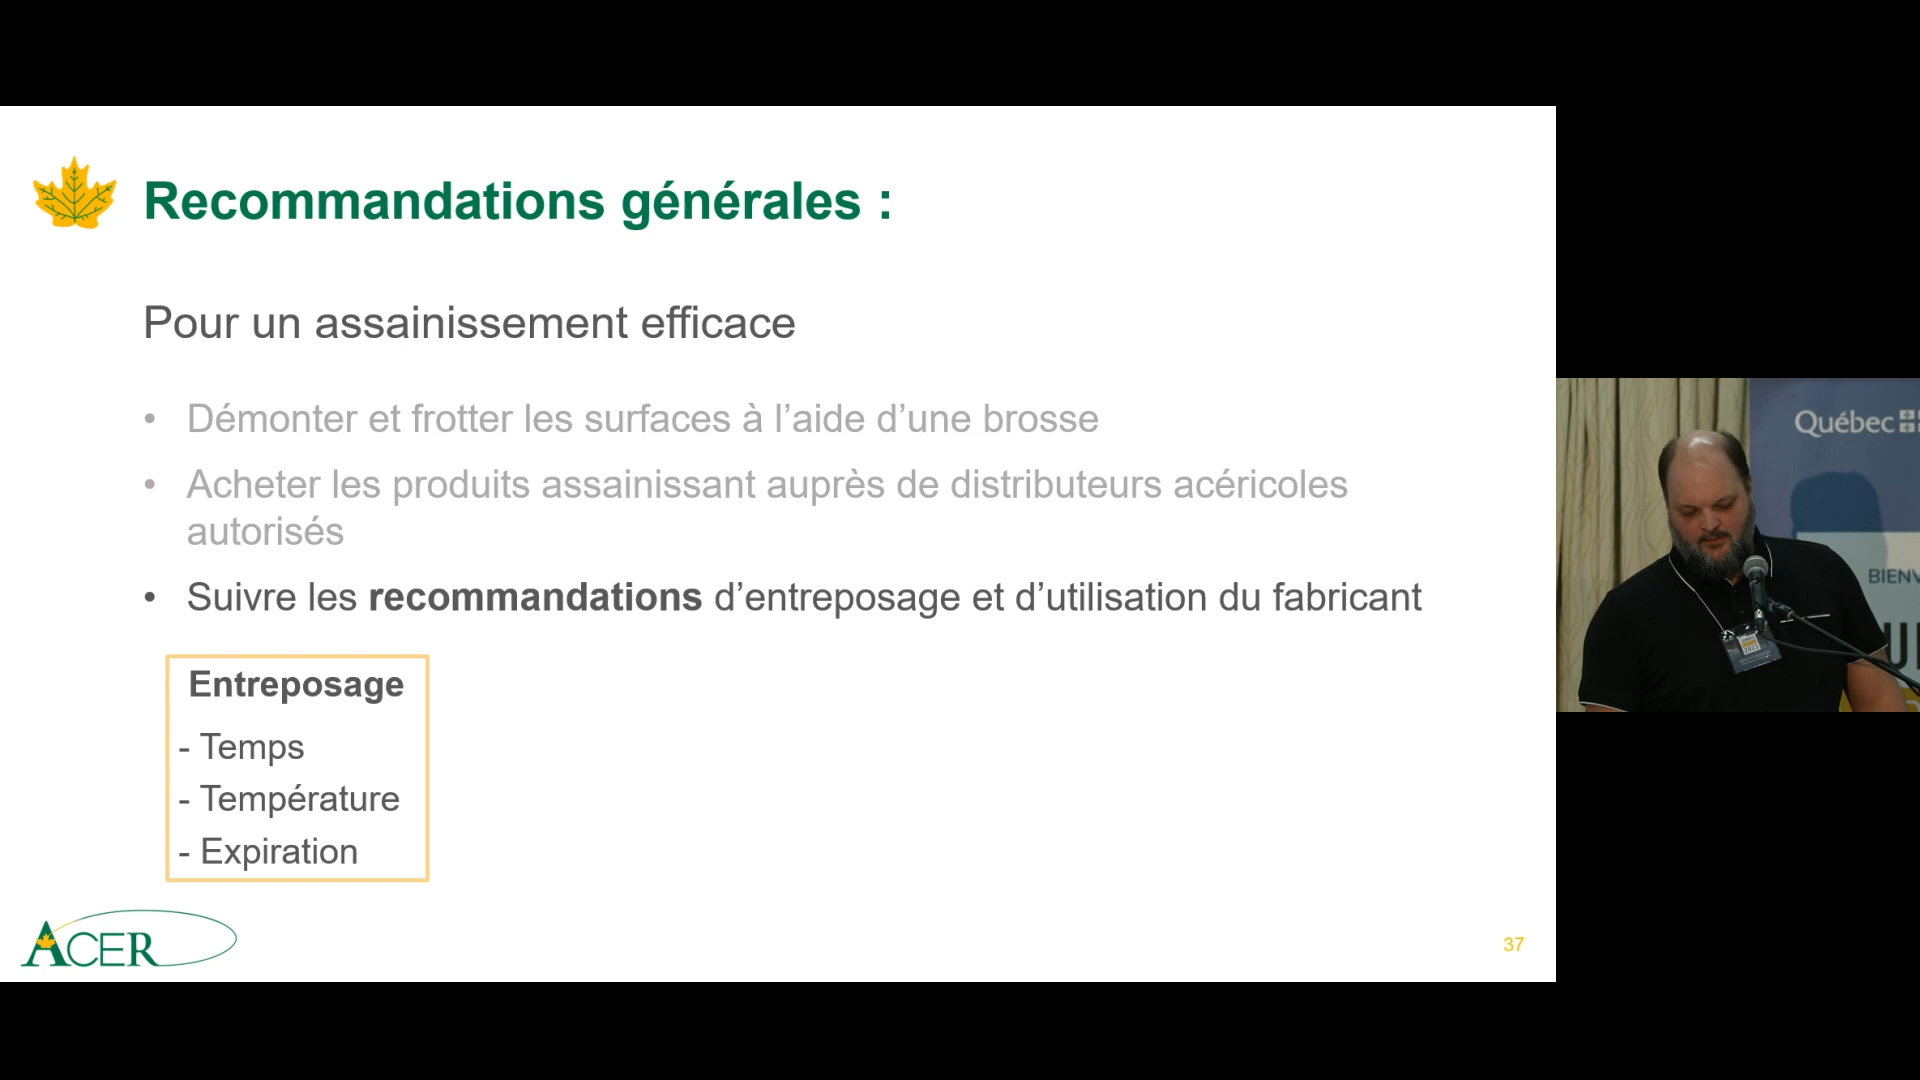 Recommandations générales :
Pour un assainissement efficace
• Démonter et frotter les surfaces à l’aide d’une brosse
• Acheter les produits assainissant auprès de distributeurs acéricoles
autorisés
• Suivre les recommandations d’entreposage et d’utilisation du fabricant
Entreposage
- Temps
- Température
- Expiration
ACER
37
Québec